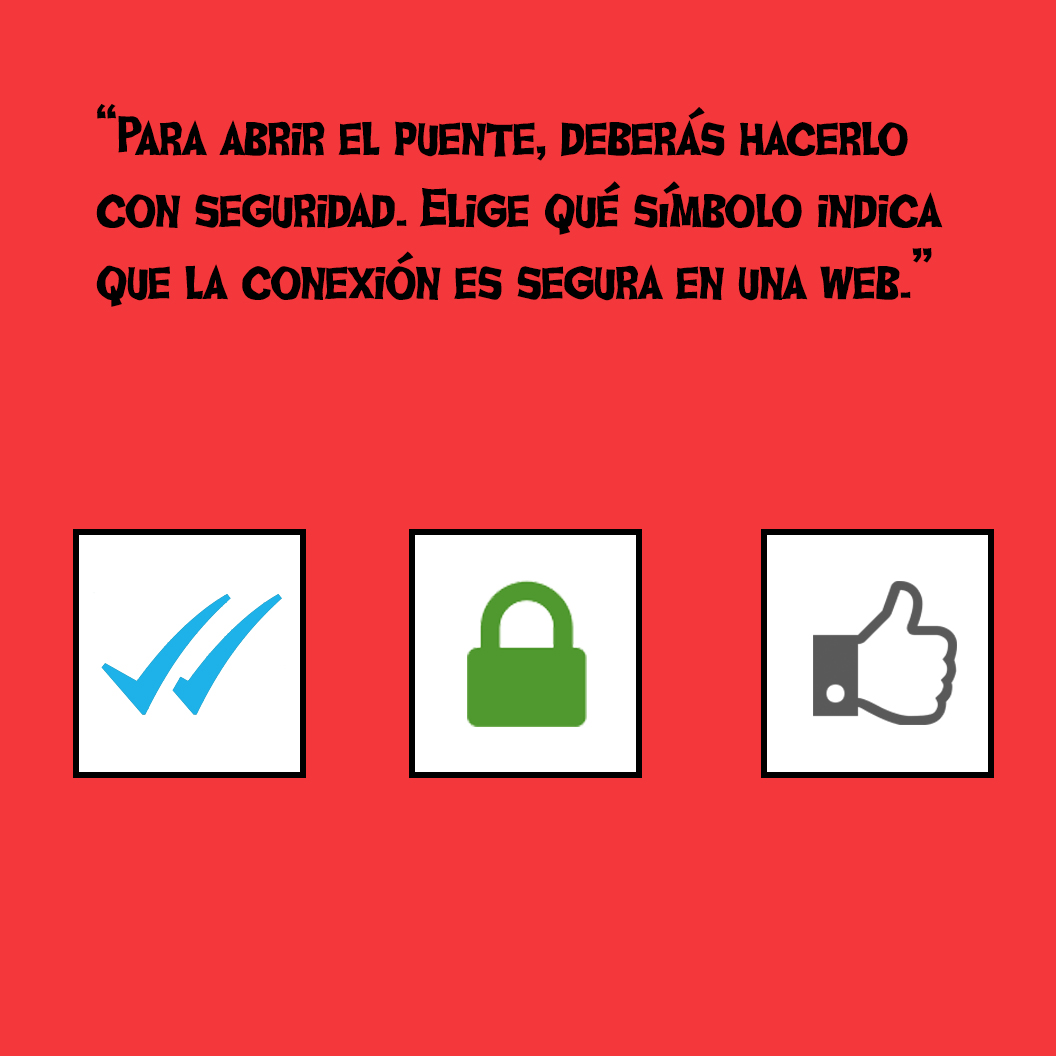 “Para abrir el puente, deberás hacerlo
con seguridad. Elige qué símbolo indica
que la conexión es segura en una web.”